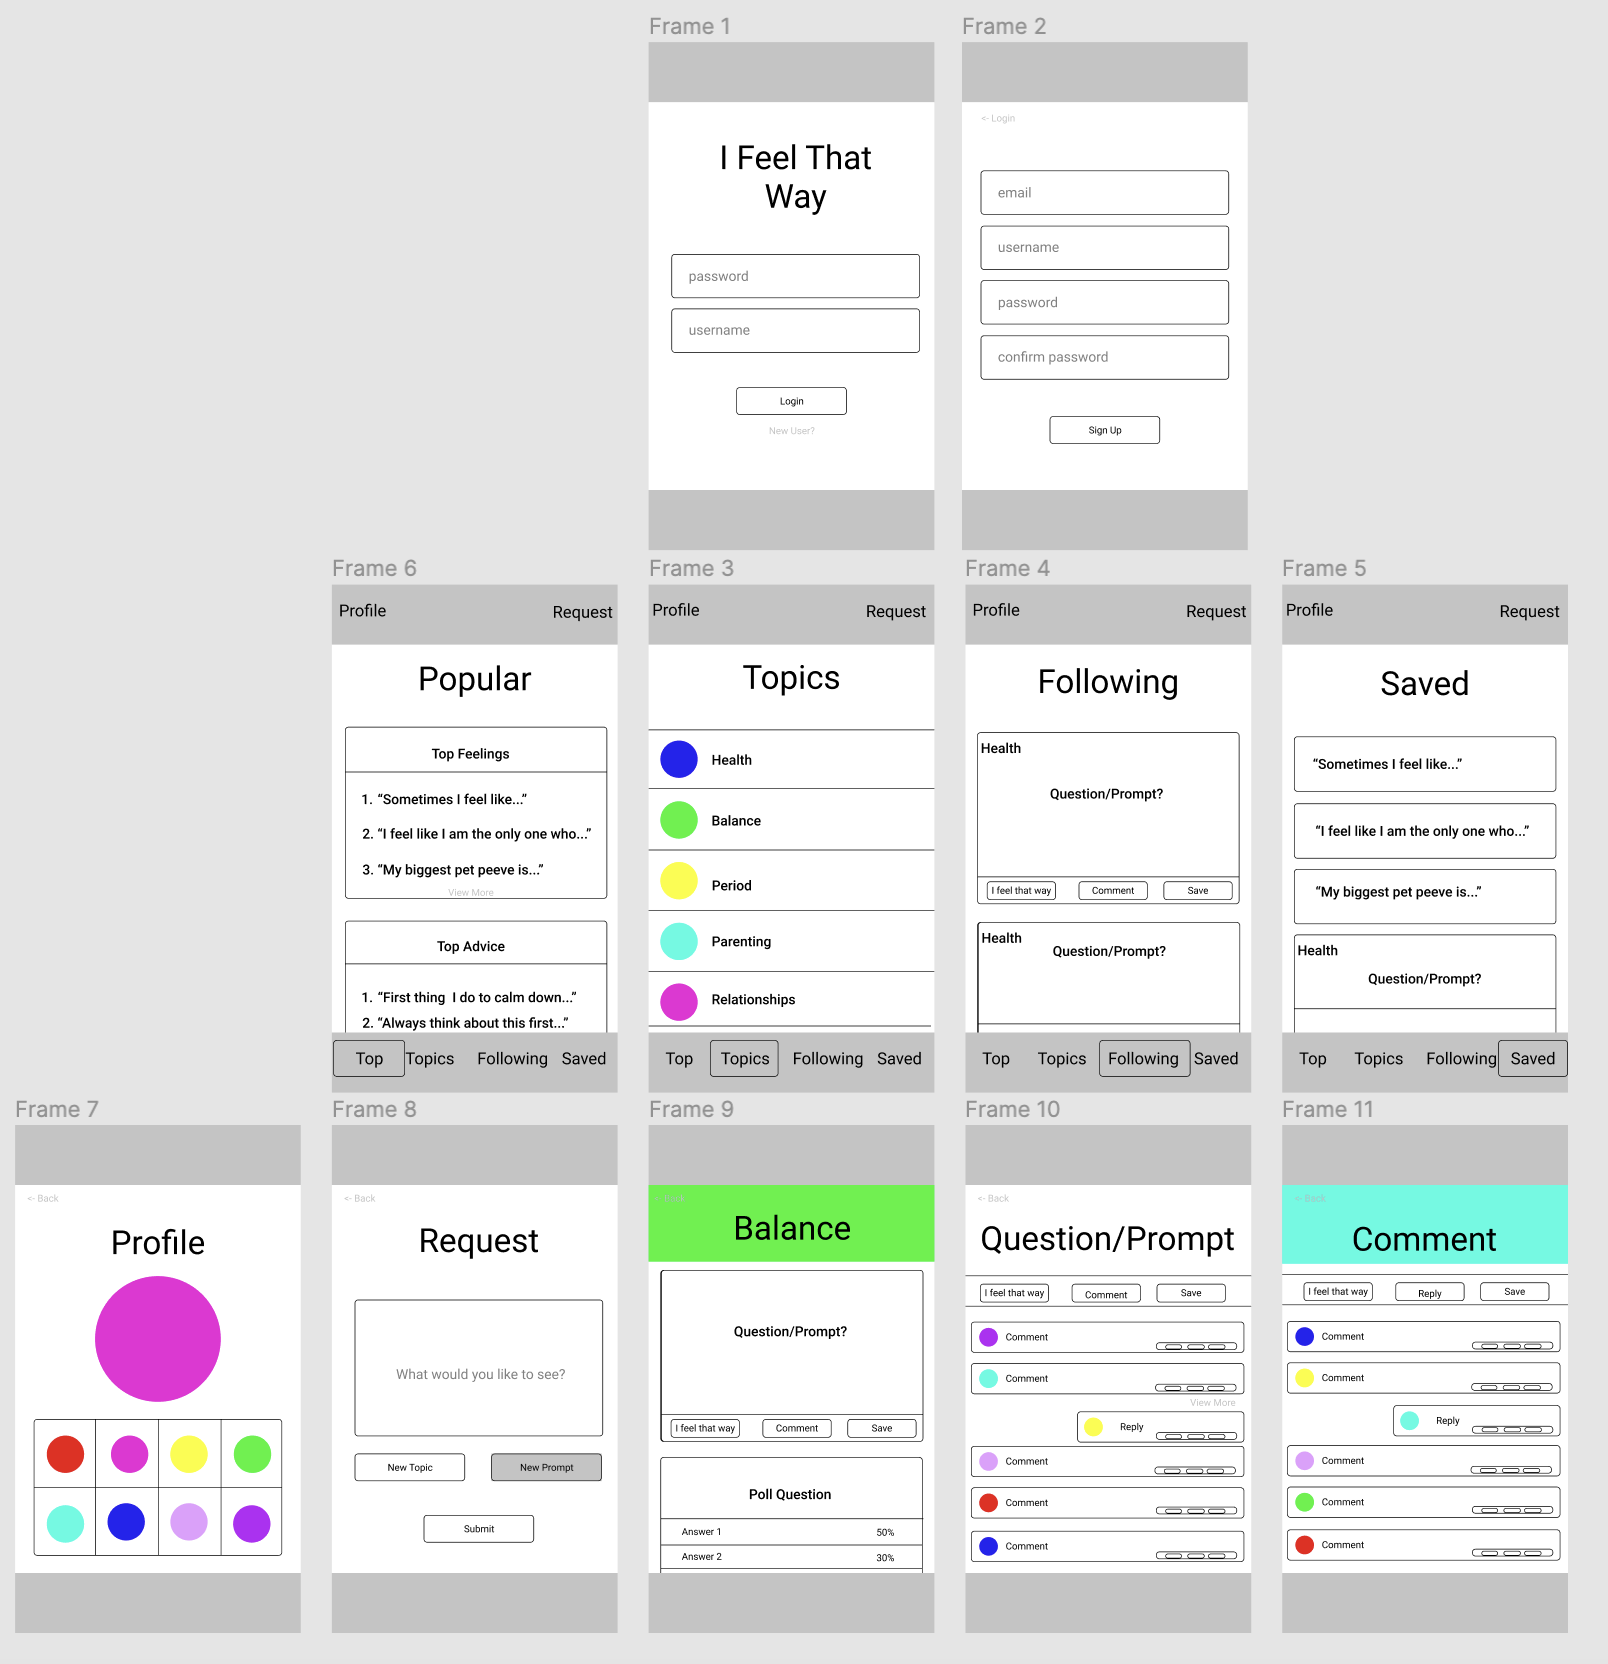 Frame 1
I Feel That
Way
password
username
Login
New User?
Frame 2
<- Login
email
username
password
confirm password
Sign Up
Frame 6
Profile
Request
Popular
Top Feelings
1. “Sometimes I feel like...”
2. “I feel like I am the only one who...”
3. “My biggest pet peeve is...”
View More
Top Advice
1. “First thing I do to calm down...”
2. “Always think about this first...”
Top Topics Following Saved
Frame 3
Profile
Request
Topics
Health
Balance
Period
Parenting
Relationships
Top Topics Following Saved
Frame 4
Profile
Request
Following
Health
Question/Prompt?
I feel that way
Comment
Save
Health
Question/Prompt?
Top Topics Following Saved
Frame 5
Profile
Request
Saved
“Sometimes I feel like...”
“I feel like I am the only one who...”
“My biggest pet peeve is...”
Health
Question/Prompt?
Top Topics Following Saved
Frame 7
<- Back
Profile
Frame 8
<- Back
Request
What would you like to see?
New Topic
New Prompt
Submit
Frame 9
Balance
Question/Prompt?
I feel that way
Comment
Save
Poll Question
Answer 1 50%
Answer 2 30%
Frame 10
<- Back
Question/Prompt
I feel that way
Comment
Save
Comment
Comment
View More
Reply
Comment
Comment
Comment
Frame 11
<- Back
Comment
I feel that way
Reply
Save
Comment
Comment
Reply
Comment
Comment
Comment